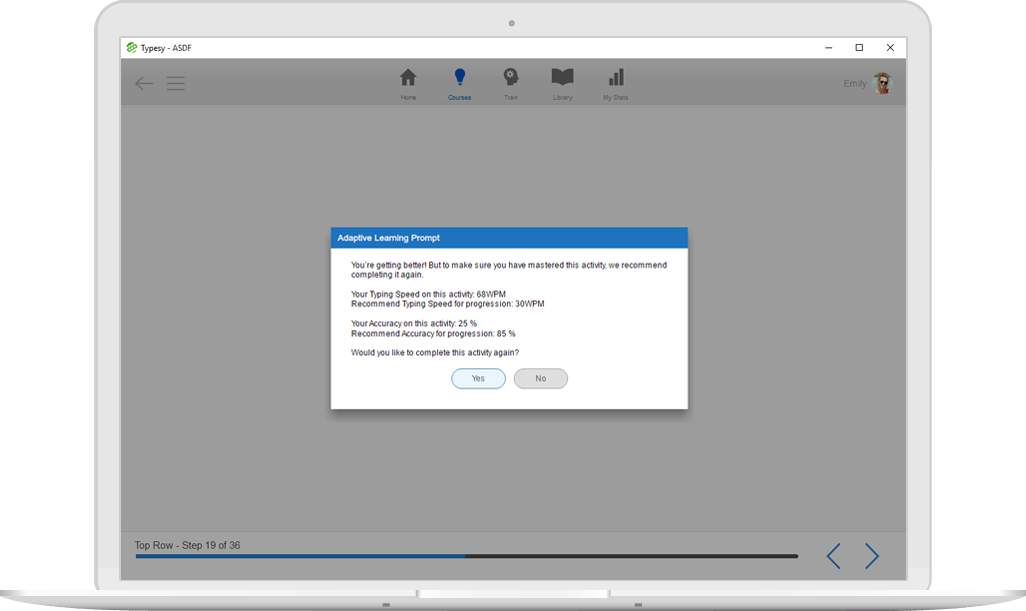 Typesy - ASDF
Home
Courses
Train
Library
My Stats
Emily
Adaptive Learning Prompt
You're getting better! But to make sure you have mastered this activity, we recommend
completing it again.
Your Typing Speed on this activity: 68WPM
Recommend Typing Speed for progression: 30WPM
Your Accuracy on this activity: 25 %
Recommend Accuracy for progression: 85 %
Would you like to complete this activity again?
Yes
No
Top Row - Step 19 of 36